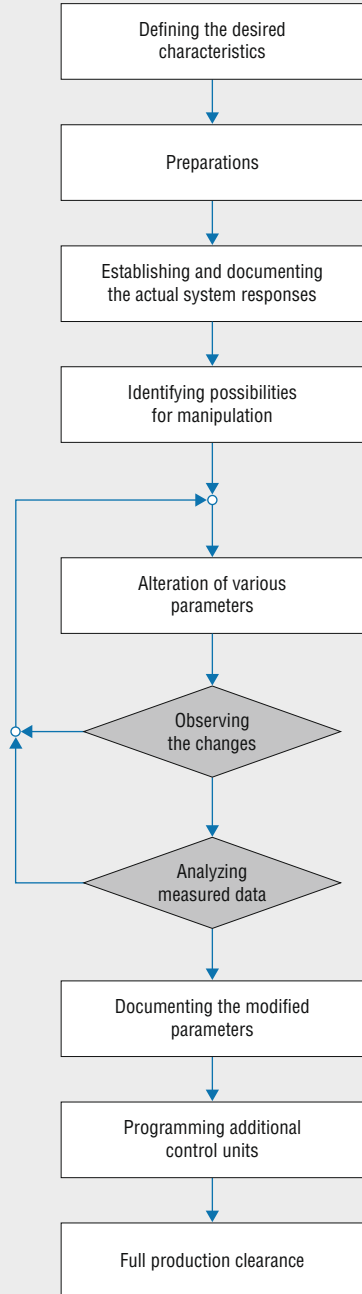 Defining the desired
characteristics
Preparations
Establishing and documenting
the actual system responses
Identifying possibilities
for manipulation
Alteration of various
parameters
Observing
the changes
Analyzing
measured data
Documenting the modified
parameters
Programming additional
control units
Full production clearance